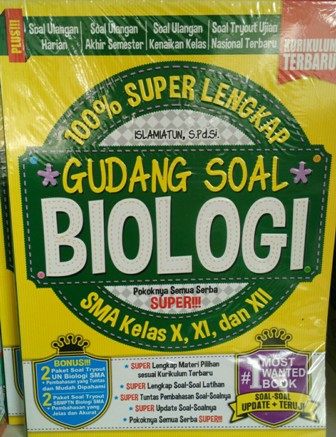 PLUS!!!
Soal Ulangan
Harian
Soal Ulangan
Akhir Semester
Soal Ulangan
Kenaikan Kelas
Soal Tryout Ujian
Nasional Terbaru
KURIKULUM
TERBARU
100% SUPER LENGKAP
ISLAMIATUN, S.Pd.Si.
GUDANG SOAL
BIOLOGI
Pokoknya Semua Serba
SUPER!!!
SMA Kelas X, XI, dan XII
BONUS!!!
2 Paket Soal Tryout
UN Biologi SMA
+ Pembahasan yang Tuntas
dan Mudah Dipahami
2 Paket Soal Tryout
SBMPTN Biologi SMA
+ Pembahasan yang
Jelas dan Akurat
• SUPER Lengkap Materi Pilihan
sesuai Kurikulum Terbaru
• SUPER Lengkap Soal-Soal Latihan
• SUPER Tuntas Pembahasan Soal-Soalnya
• SUPER Update Soal-Soalnya
• Pokoknya Semua Serba SUPER!!!
#1 MOST
WANTED
BOOK
SOAL-SOAL
UPDATE + TERUJI